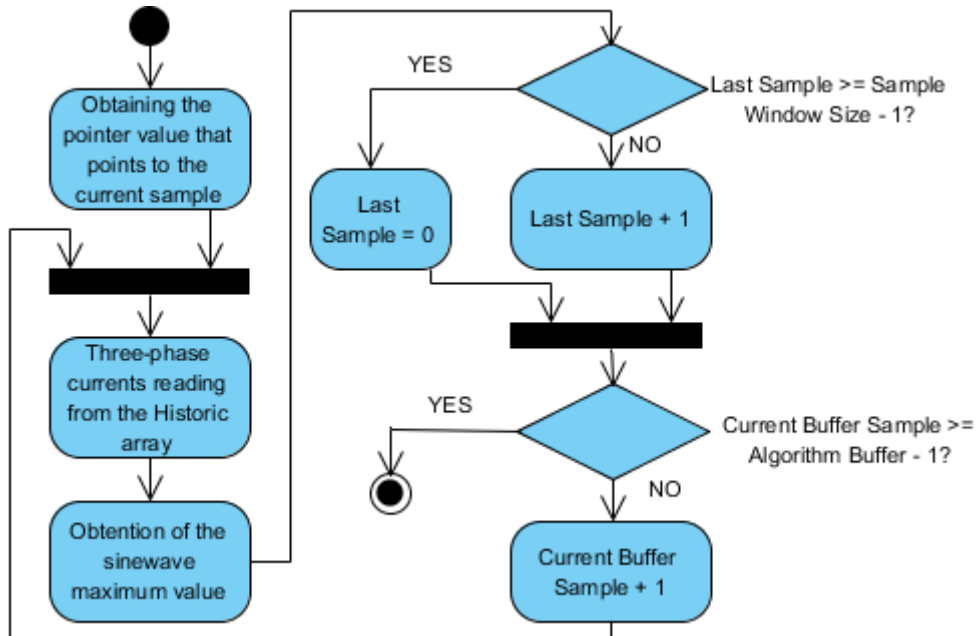 Obtaining the
pointer value that
points to the
current sample
Three-phase
currents reading
from the Historic
array
Obtention of the
sinewave
maximum value
YES
Last Sample >= Sample
Window Size - 1?
NO
Last
Sample = 0
Last Sample + 1
YES
Current Buffer Sample >=
Algorithm Buffer - 1?
NO
Current Buffer
Sample + 1